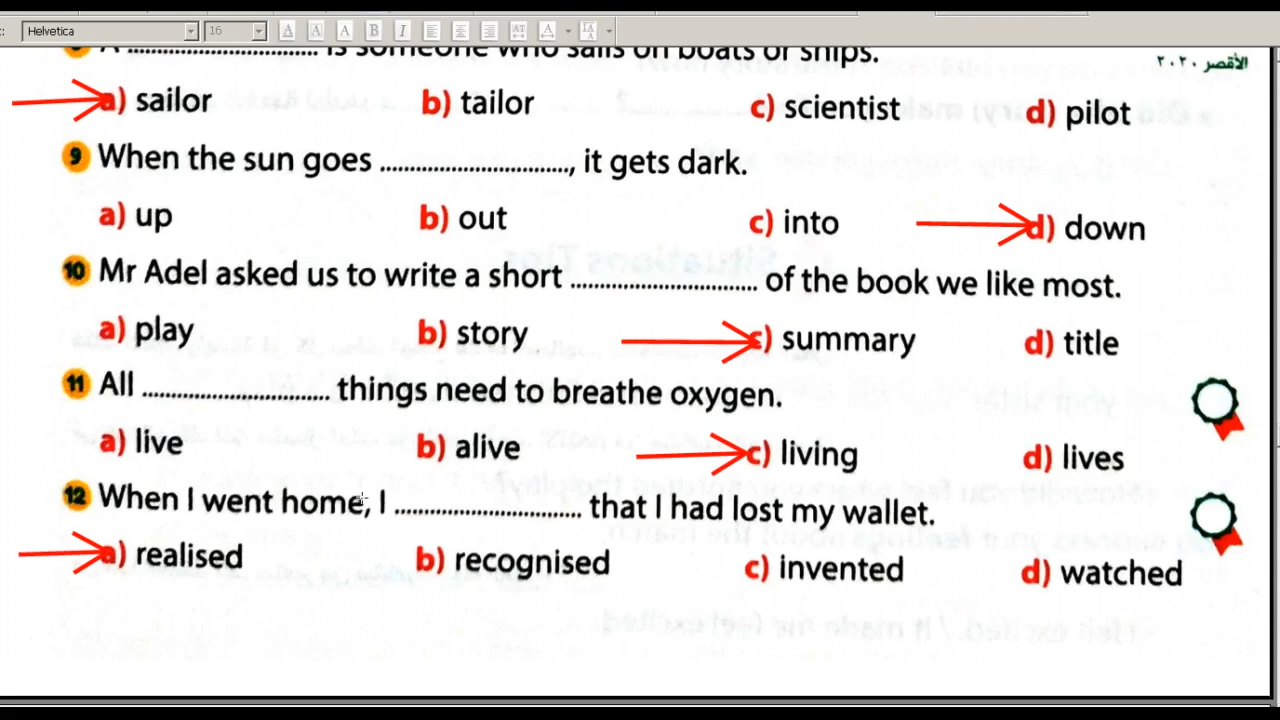 Helvetica 16
is someone who sails on boats or ships.
الأقصر ٢٠٢٠
a) sailor b) tailor c) scientist d) pilot
9 When the sun goes ............................, it gets dark.
a) up b) out c) into d) down
10 Mr Adel asked us to write a short ............................ of the book we like most.
a) play b) story c) summary d) title
11 All ............................ things need to breathe oxygen.
a) live b) alive c) living d) lives
12 When I went home, I ............................ that I had lost my wallet.
a) realised b) recognised c) invented d) watched